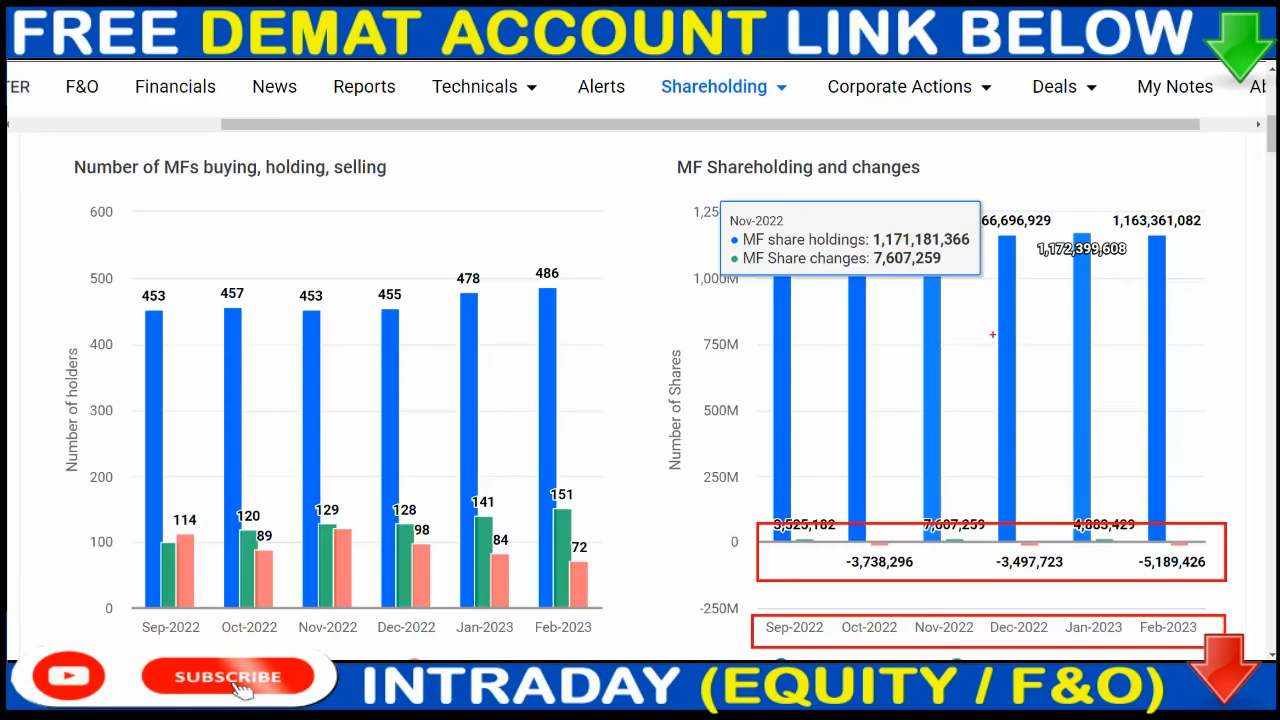 FREE DEMAT ACCOUNT LINK BELOW
F&O Financials News Reports Technicals Alerts Shareholding Corporate Actions Deals My Notes
Number of MFs buying, holding, selling
Number of holders
600
500
400
300
200
100
0
453 457 453 455 478 486
114 120 89 129 128 98 141 84 151 72
Sep-2022 Oct-2022 Nov-2022 Dec-2022 Jan-2023 Feb-2023
MF Shareholding and changes
Number of Shares
Nov-2022
MF share holdings: 1,171,181,366
MF Share changes: 7,607,259
66,696,929 1,172,399,608 1,163,361,082
1,000M
750M
500M
250M
0
-250M
3,525,182 7,607,259 4,883,429
-3,738,296 -3,497,723 -5,189,426
Sep-2022 Oct-2022 Nov-2022 Dec-2022 Jan-2023 Feb-2023
SUBSCRIBE
INTRADAY (EQUITY / F&O)